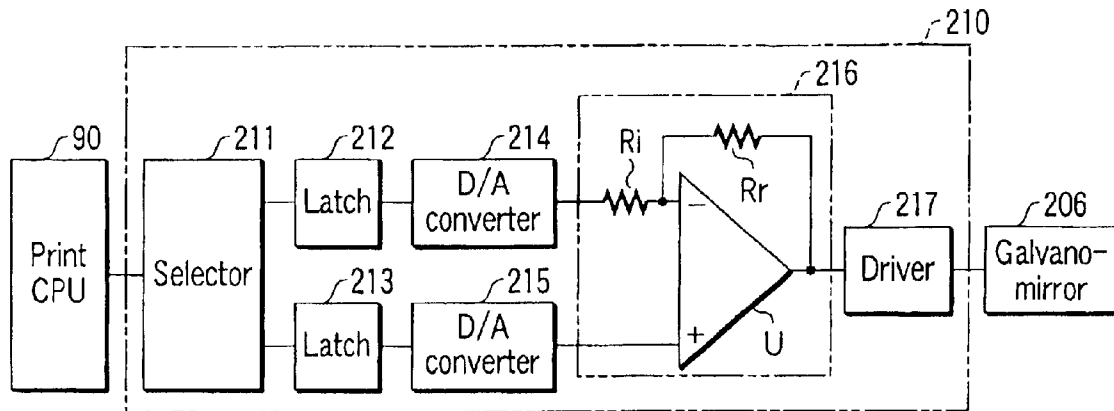 210
216
90
211
212
214
Ri
Rr
217
206
Print
CPU
Selector
Latch
D/A
converter
−
Driver
Galvano-
mirror
213
215
Latch
D/A
converter
+
U